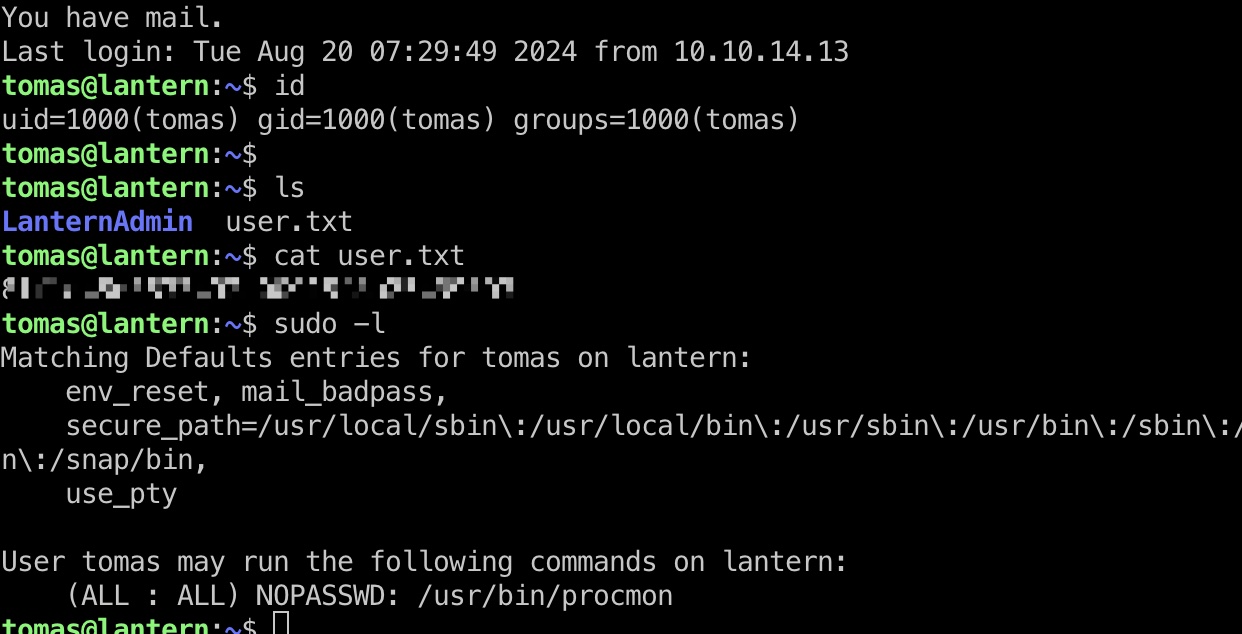 You have mail.
Last login: Tue Aug 20 07:29:49 2024 from 10.10.14.13
tomas@lantern:~$ id
uid=1000(tomas) gid=1000(tomas) groups=1000(tomas)
tomas@lantern:~$
tomas@lantern:~$ ls
LanternAdmin  user.txt
tomas@lantern:~$ cat user.txt
tomas@lantern:~$ sudo -l
Matching Defaults entries for tomas on lantern:
    env_reset, mail_badpass,
    secure_path=/usr/local/sbin\:/usr/local/bin\:/usr/sbin\:/usr/bin\:/sbin\:/
n\:/snap/bin,
    use_pty
User tomas may run the following commands on lantern:
    (ALL : ALL) NOPASSWD: /usr/bin/procmon
tomas@lantern:~$